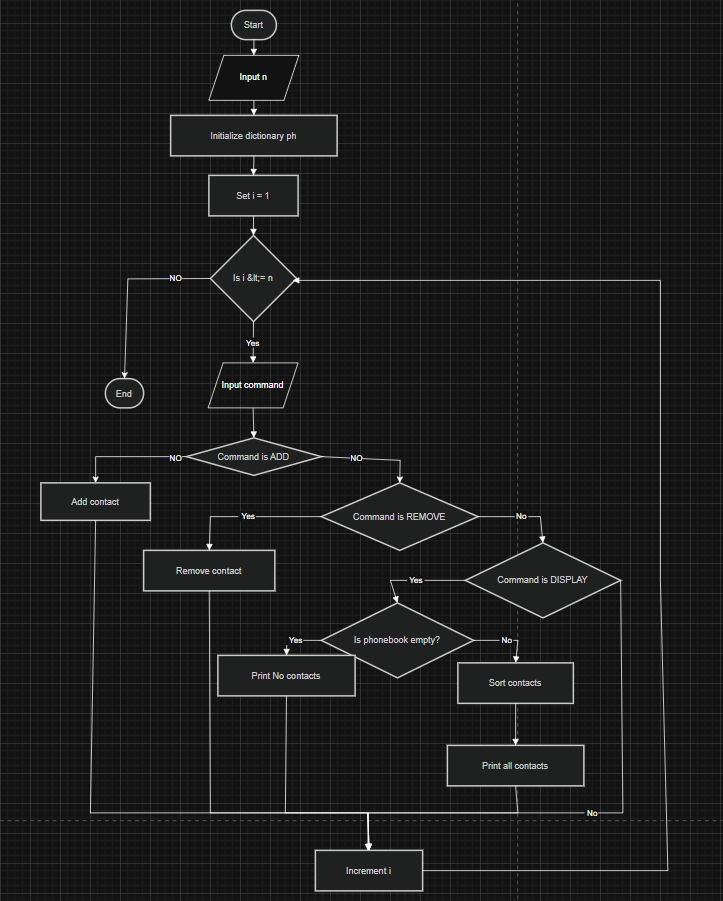 Start
Input n
Initialize dictionary ph
Set i = 1
Is i &lt;= n
NO
Yes
End
Input command
Command is ADD
NO
NO
Add contact
Command is REMOVE
Yes
No
Remove contact
Command is DISPLAY
Yes
Is phonebook empty?
Yes
No
Print No contacts
Sort contacts
Print all contacts
No
Increment i